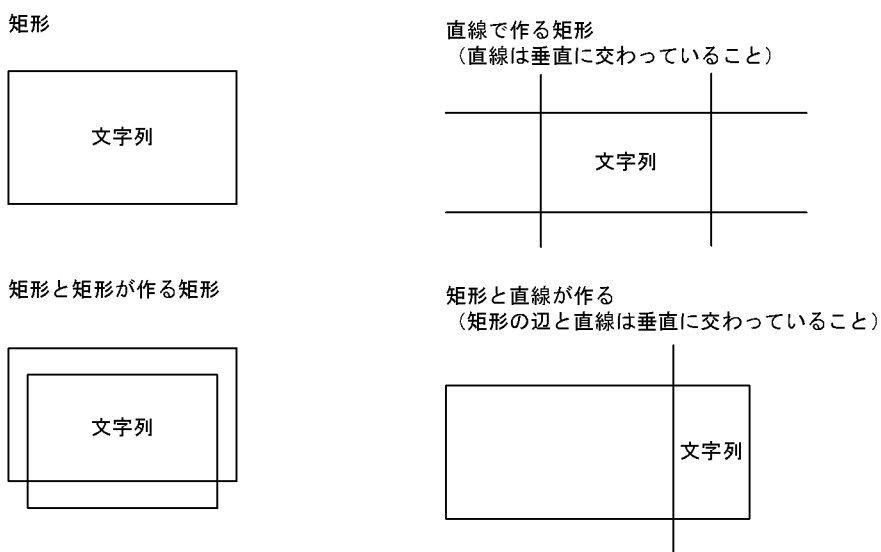 矩形
文字列
直線で作る矩形
(直線は垂直に交わっていること)
文字列
矩形と矩形が作る矩形
文字列
矩形と直線が作る
(矩形の辺と直線は垂直に交わっていること)
文字列